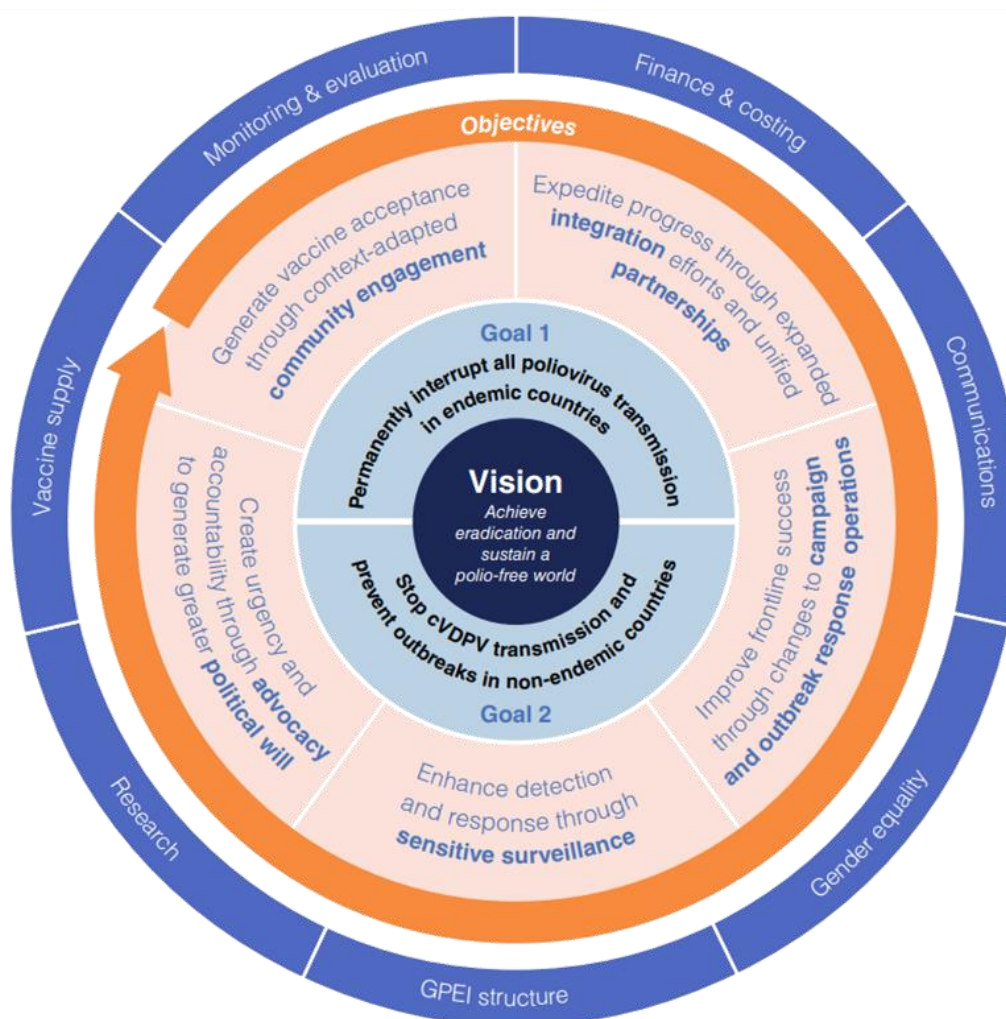 Monitoring & evaluation
Finance & costing
Communications
Gender equality
GPEI structure
Research
Vaccine supply
Objectives
Generate vaccine acceptance
through context-adapted
community engagement
Expedite progress through expanded
integration efforts and unified
partnerships
Improve frontline success
through changes to campaign
and outbreak response operations
Enhance detection
and response through
sensitive surveillance
Create urgency and
accountability through advocacy
to generate greater
political will
Goal 1
Permanently interrupt all poliovirus transmission
in endemic countries
Vision
Achieve
eradication and
sustain a
polio-free world
Stop cVDPV transmission and
prevent outbreaks in non-endemic countries
Goal 2